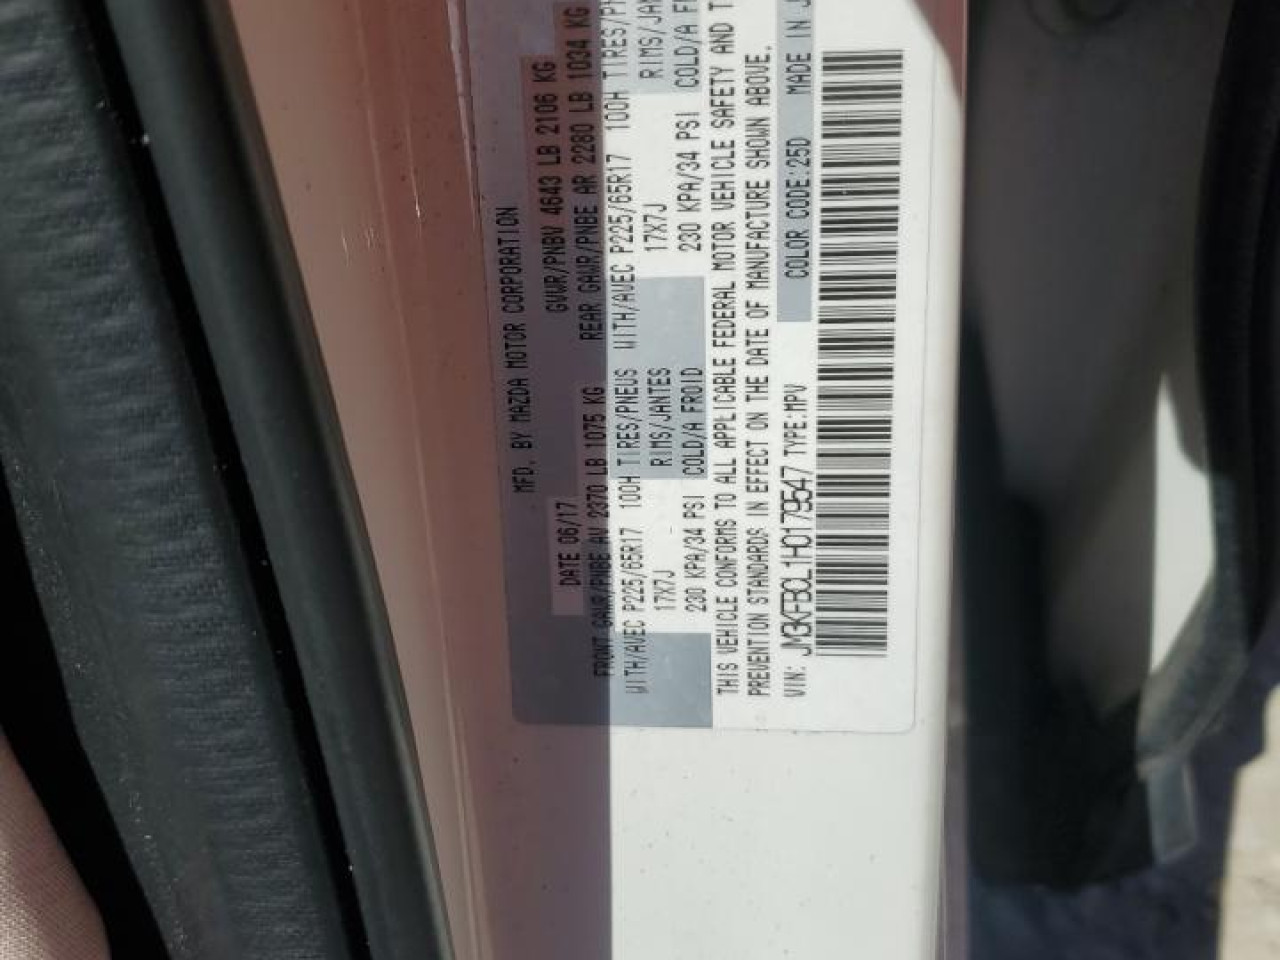 MFD. BY MAZDA MOTOR CORPORATION
DATE 06/17 GVWR/PNBV 4643 LB 2106 KG
FRONT GAWR/PNBE AV 2370 LB 1075 KG REAR GAWR/PNBE AR 2280 LB 1034 KG
WITH/AVEC P225/65R17 100H TIRES/PNEUS WITH/AVEC P225/65R17 100H TIRES/
17X7J RIMS/JANTES 17X7J
230 KPA/34 PSI COLD/A FROID 230 KPA/34 PSI COLD/A
THIS VEHICLE CONFORMS TO ALL APPLICABLE FEDERAL MOTOR VEHICLE SAFETY AND
PREVENTION STANDARDS IN EFFECT ON THE DATE OF MANUFACTURE SHOWN ABOVE.
VIN: JM3KFBCL1H0179547 TYPE:MPV COLOR CODE:25D MADE IN